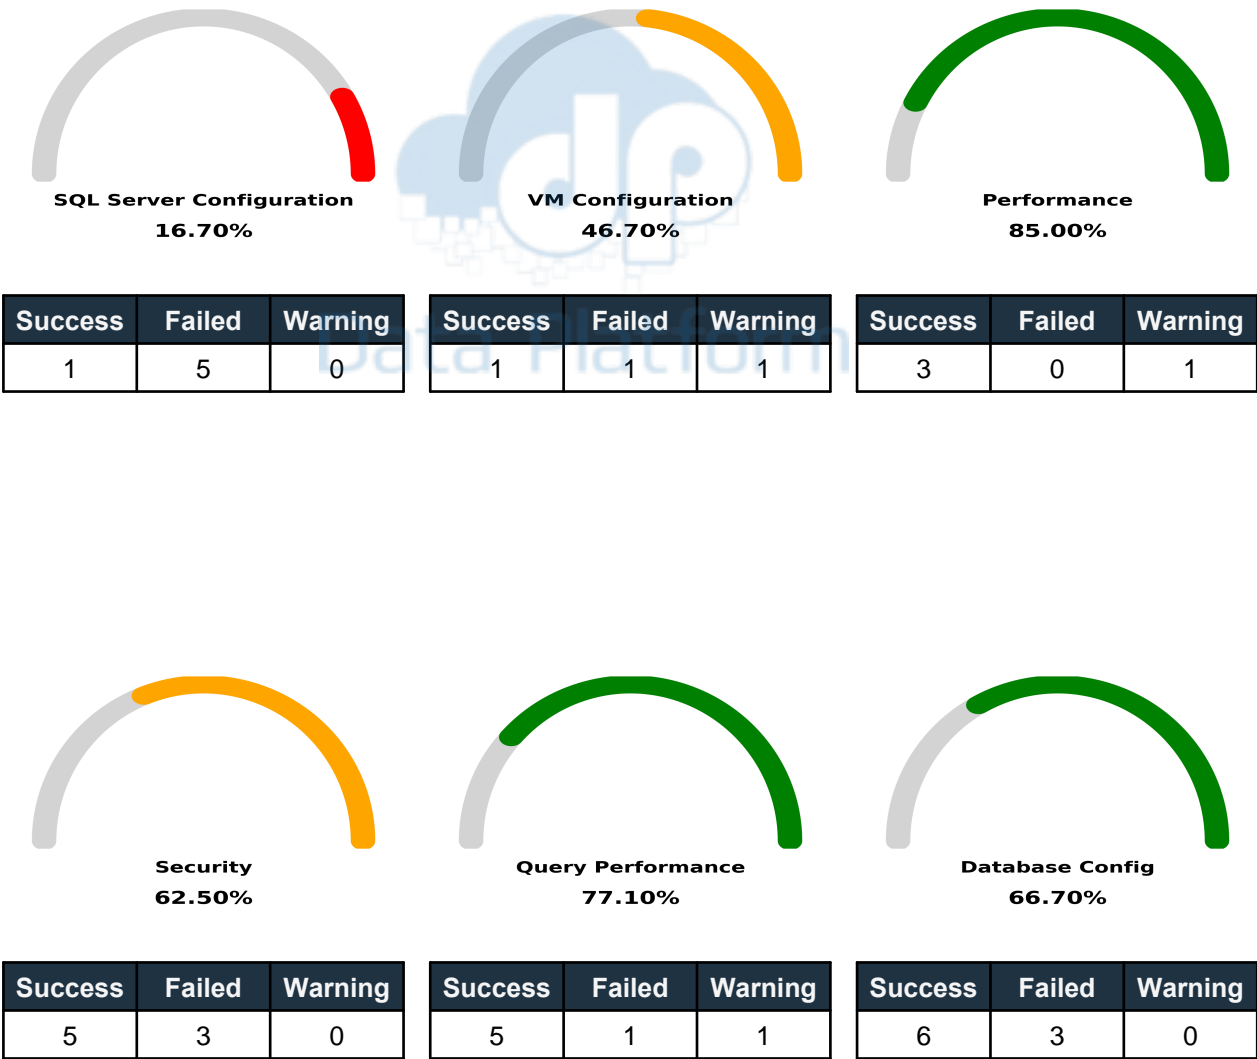 SQL Server Configuration
16.70%
VM Configuration
46.70%
Performance
85.00%
Success Failed Warning
1 5 0
Success Failed Warning
1 1 1
Success Failed Warning
3 0 1
dp
Data Platform
Security
62.50%
Query Performance
77.10%
Database Config
66.70%
Success Failed Warning
5 3 0
Success Failed Warning
5 1 1
Success Failed Warning
6 3 0